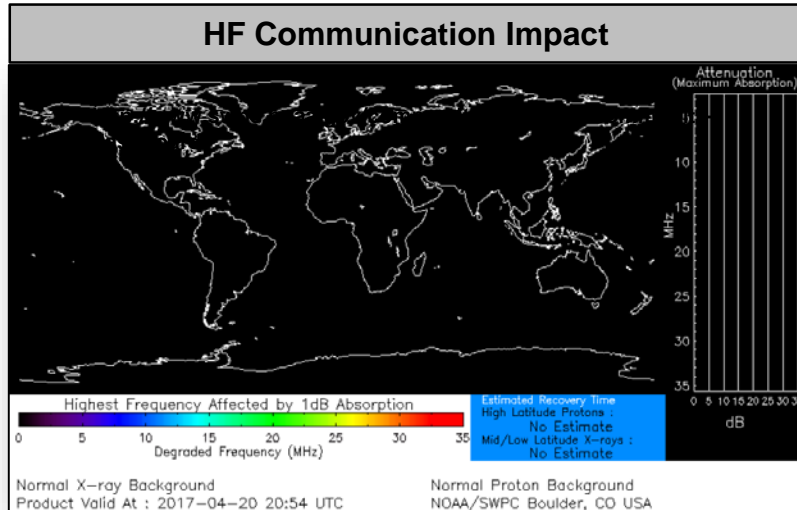 HF Communication Impact
Attenuation
(Maximum Absorption)
5
10
15
MHz
20
25
30
35
0 5 10 15 20 25 30
dB
Highest Frequency Affected by 1dB Absorption
0 5 10 15 20 25 30 35
Degraded Frequency (MHz)
Estimated Recovery Time
High Latitude Protons :
No Estimate
Mid/Low Latitude X-rays :
No Estimate
Normal X-ray Background
Product Valid At : 2017-04-20 20:54 UTC
Normal Proton Background
NOAA/SWPC Boulder, CO USA